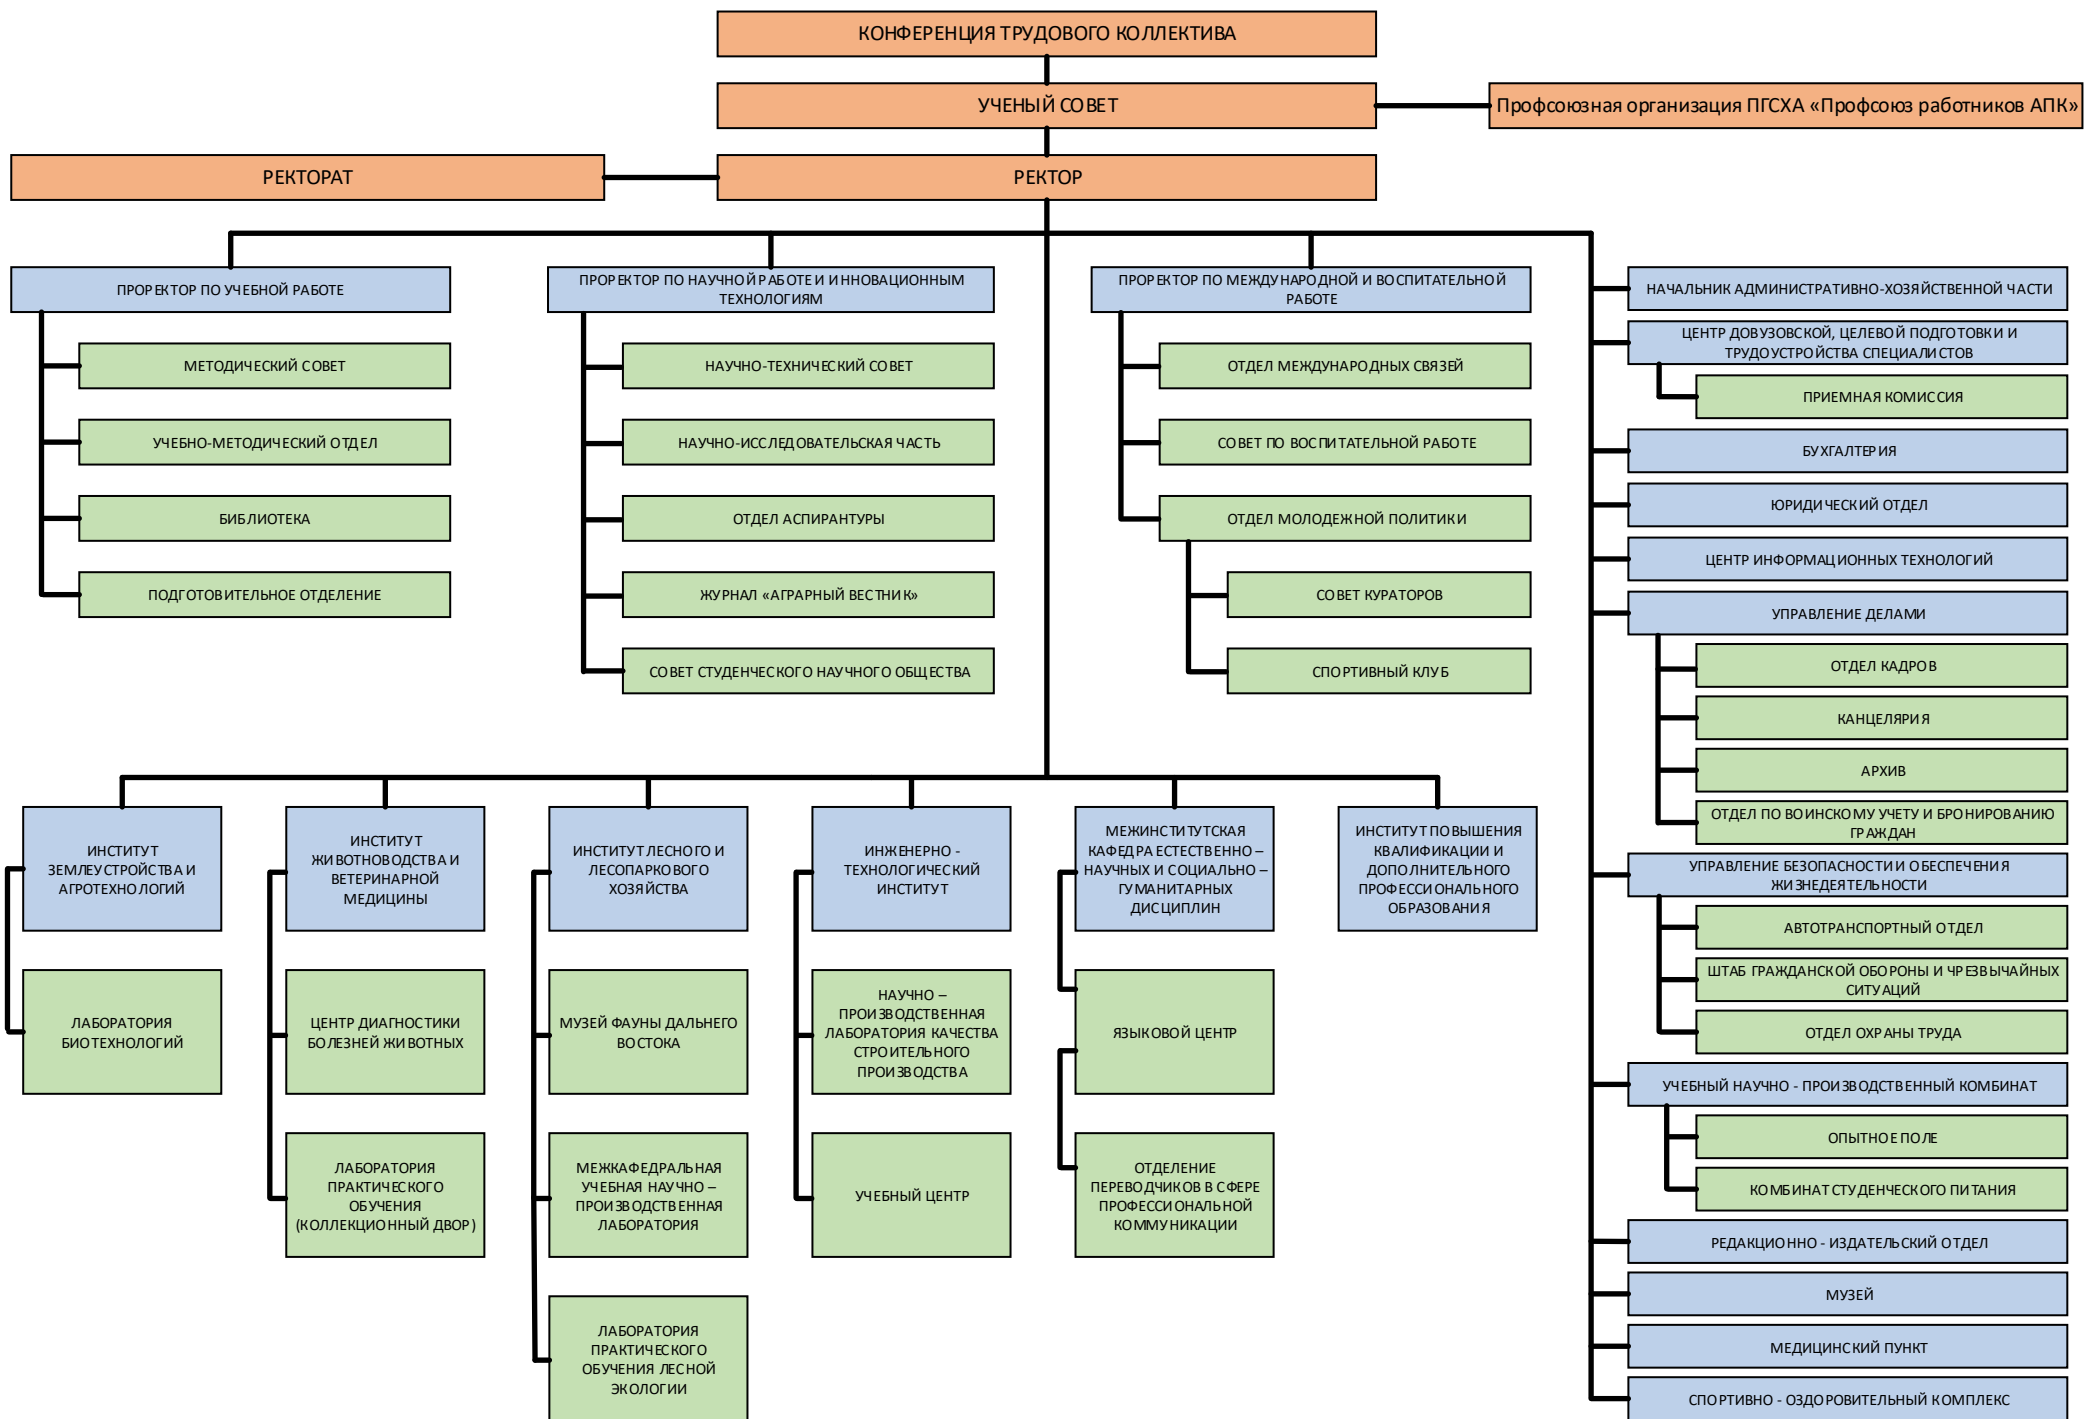 КОНФЕРЕНЦИЯ ТРУДОВОГО КОЛЛЕКТИВА
УЧЕНЫЙ СОВЕТ
Профсоюзная организация ПГСХА «Профсоюз работников АПК»
РЕКТОРАТ
РЕКТОР
ПРОРЕКТОР ПО УЧЕБНОЙ РАБОТЕ
МЕТОДИЧЕСКИЙ СОВЕТ
УЧЕБНО-МЕТОДИЧЕСКИЙ ОТДЕЛ
БИБЛИОТЕКА
ПОДГОТОВИТЕЛЬНОЕ ОТДЕЛЕНИЕ
ПРОРЕКТОР ПО НАУЧНОЙ РАБОТЕ И ИННОВАЦИОННЫМ
ТЕХНОЛОГИЯМ
НАУЧНО-ТЕХНИЧЕСКИЙ СОВЕТ
НАУЧНО-ИССЛЕДОВАТЕЛЬСКАЯ ЧАСТЬ
ОТДЕЛ АСПИРАНТУРЫ
ЖУРНАЛ «АГРАРНЫЙ ВЕСТНИК»
СОВЕТ СТУДЕНЧЕСКОГО НАУЧНОГО ОБЩЕСТВА
ПРОРЕКТОР ПО МЕЖДУНАРОДНОЙ И ВОСПИТАТЕЛЬНОЙ
РАБОТЕ
ОТДЕЛ МЕЖДУНАРОДНЫХ СВЯЗЕЙ
СОВЕТ ПО ВОСПИТАТЕЛЬНОЙ РАБОТЕ
ОТДЕЛ МОЛОДЕЖНОЙ ПОЛИТИКИ
СОВЕТ КУРАТОРОВ
СПОРТИВНЫЙ КЛУБ
НАЧАЛЬНИК АДМИНИСТРАТИВНО-ХОЗЯЙСТВЕННОЙ ЧАСТИ
ЦЕНТР ДОВУЗОВСКОЙ, ЦЕЛЕВОЙ ПОДГОТОВКИ И
ТРУДОУСТРОЙСТВА СПЕЦИАЛИСТОВ
ПРИЕМНАЯ КОМИССИЯ
БУХГАЛТЕРИЯ
ЮРИДИЧЕСКИЙ ОТДЕЛ
ЦЕНТР ИНФОРМАЦИОННЫХ ТЕХНОЛОГИЙ
УПРАВЛЕНИЕ ДЕЛАМИ
ОТДЕЛ КАДРОВ
КАНЦЕЛЯРИЯ
АРХИВ
ОТДЕЛ ПО ВОИНСКОМУ УЧЕТУ И БРОНИРОВАНИЮ
ГРАЖДАН
УПРАВЛЕНИЕ БЕЗОПАСНОСТИ И ОБЕСПЕЧЕНИЯ
ЖИЗНЕДЕЯТЕЛЬНОСТИ
АВТОТРАНСПОРТНЫЙ ОТДЕЛ
ШТАБ ГРАЖДАНСКОЙ ОБОРОНЫ И ЧРЕЗВЫЧАЙНЫХ
СИТУАЦИЙ
ОТДЕЛ ОХРАНЫ ТРУДА
УЧЕБНЫЙ НАУЧНО - ПРОИЗВОДСТВЕННЫЙ КОМБИНАТ
ОПЫТНОЕ ПОЛЕ
КОМБИНАТ СТУДЕНЧЕСКОГО ПИТАНИЯ
РЕДАКЦИОННО - ИЗДАТЕЛЬСКИЙ ОТДЕЛ
МУЗЕЙ
МЕДИЦИНСКИЙ ПУНКТ
СПОРТИВНО - ОЗДОРОВИТЕЛЬНЫЙ КОМПЛЕКС
ИНСТИТУТ
ЗЕМЛЕУСТРОЙСТВА И
АГРОТЕХНОЛОГИЙ
ЛАБОРАТОРИЯ
БИОТЕХНОЛОГИЙ
ИНСТИТУТ
ЖИВОТНОВОДСТВА И
ВЕТЕРИНАРНОЙ
МЕДИЦИНЫ
ЦЕНТР ДИАГНОСТИКИ
БОЛЕЗНЕЙ ЖИВОТНЫХ
ЛАБОРАТОРИЯ
ПРАКТИЧЕСКОГО
ОБУЧЕНИЯ
(КОЛЛЕКЦИОННЫЙ ДВОР)
ИНСТИТУТ ЛЕСНОГО И
ЛЕСОПАРКОВОГО
ХОЗЯЙСТВА
МУЗЕЙ ФАУНЫ ДАЛЬНЕГО
ВОСТОКА
МЕЖКАФЕДРАЛЬНАЯ
УЧЕБНАЯ НАУЧНО –
ПРОИЗВОДСТВЕННАЯ
ЛАБОРАТОРИЯ
ЛАБОРАТОРИЯ
ПРАКТИЧЕСКОГО
ОБУЧЕНИЯ ЛЕСНОЙ
ЭКОЛОГИИ
ИНЖЕНЕРНО -
ТЕХНОЛОГИЧЕСКИЙ
ИНСТИТУТ
НАУЧНО –
ПРОИЗВОДСТВЕННАЯ
ЛАБОРАТОРИЯ КАЧЕСТВА
СТРОИТЕЛЬНОГО
ПРОИЗВОДСТВА
УЧЕБНЫЙ ЦЕНТР
МЕЖИНСТИТУТСКАЯ
КАФЕДРА ЕСТЕСТВЕННО –
НАУЧНЫХ И СОЦИАЛЬНО –
ГУМАНИТАРНЫХ
ДИСЦИПЛИН
ЯЗЫКОВОЙ ЦЕНТР
ОТДЕЛЕНИЕ
ПЕРЕВОДЧИКОВ В СФЕРЕ
ПРОФЕССИОНАЛЬНОЙ
КОММУНИКАЦИИ
ИНСТИТУТ ПОВЫШЕНИЯ
КВАЛИФИКАЦИИ И
ДОПОЛНИТЕЛЬНОГО
ПРОФЕССИОНАЛЬНОГО
ОБРАЗОВАНИЯ